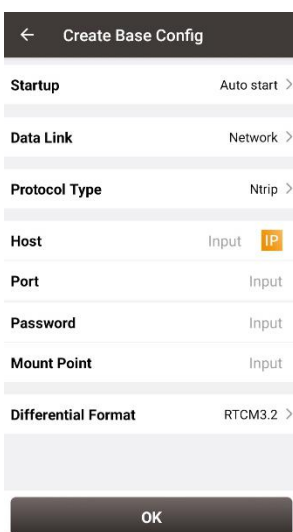 Create Base Config
Startup Auto start
Data Link Network
Protocol Type Ntrip
Host Input IP
Port Input
Password Input
Mount Point Input
Differential Format RTCM3.2
OK